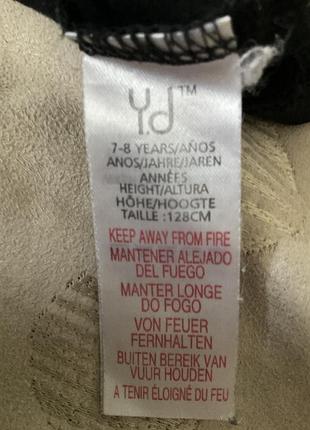 Y.d™
7-8 YEARS/AÑOS
ANOS/JAHRE/JAREN
ANNÉES
HEIGHT/ALTURA
HÖHE/HOOGTE
TAILLE :128CM
KEEP AWAY FROM FIRE
MANTENER ALEJADO
DEL FUEGO
MANTER LONGE
DO FOGO
VON FEUER
FERNHALTEN
BUITEN BEREIK VAN
VUUR HOUDEN
A TENIR ÉLOIGNÉ DU FEU